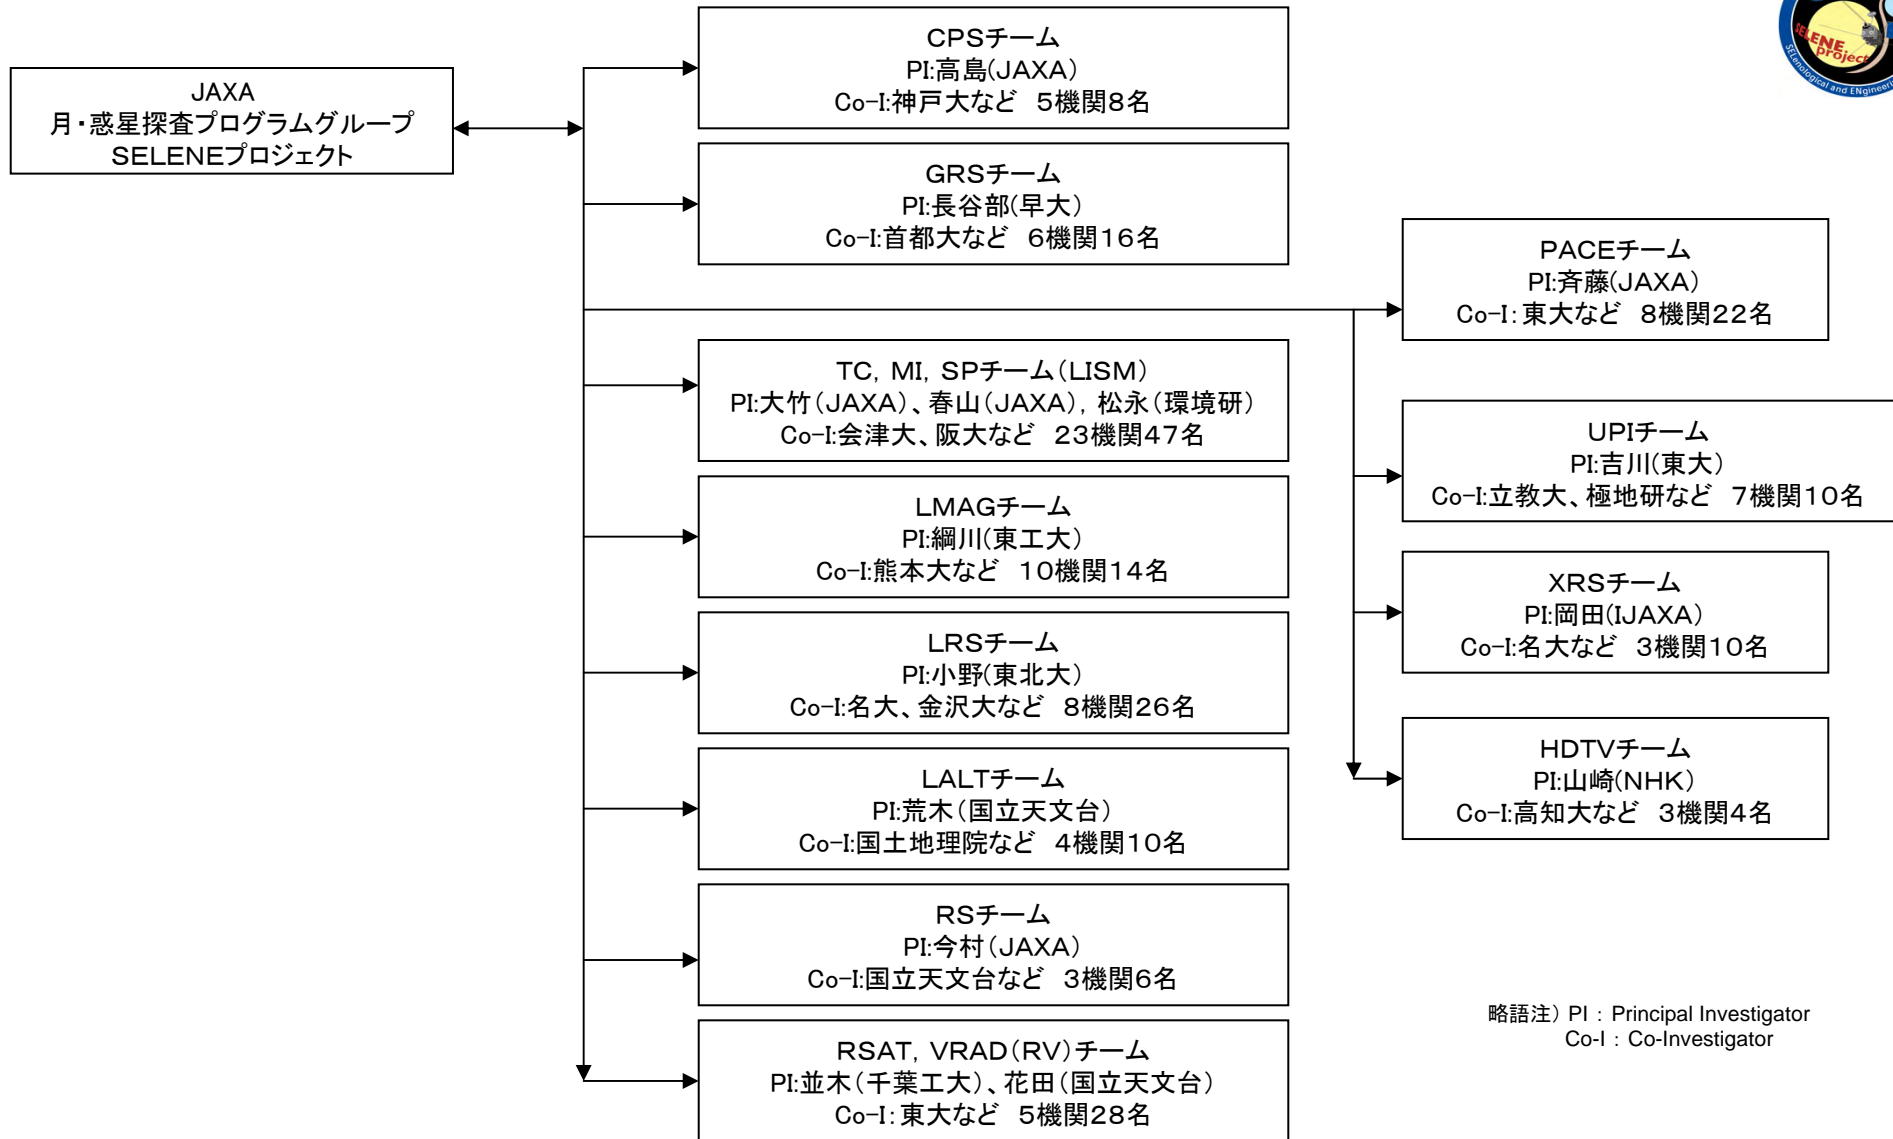 JAXA
月・惑星探査プログラムグループ
SELENEプロジェクト
CPSチーム
PI:高島(JAXA)
Co-I:神戸大など 5機関8名
GRSチーム
PI:長谷部(早大)
Co-I:首都大など 6機関16名
TC, MI, SPチーム(LISM)
PI:大竹(JAXA)、春山(JAXA), 松永(環境研)
Co-I:会津大、阪大など 23機関47名
LMAGチーム
PI:綱川(東工大)
Co-I:熊本大など 10機関14名
LRSチーム
PI:小野(東北大)
Co-I:名大、金沢大など 8機関26名
LALTチーム
PI:荒木(国立天文台)
Co-I:国土地理院など 4機関10名
RSチーム
PI:今村(JAXA)
Co-I:国立天文台など 3機関6名
RSAT, VRAD(RV)チーム
PI:並木(千葉工大)、花田(国立天文台)
Co-I:東大など 5機関28名
PACEチーム
PI:斉藤(JAXA)
Co-I:東大など 8機関22名
UPIチーム
PI:吉川(東大)
Co-I:立教大、極地研など 7機関10名
XRSチーム
PI:岡田(IJAXA)
Co-I:名大など 3機関10名
HDTVチーム
PI:山崎(NHK)
Co-I:高知大など 3機関4名
SELENE
project
SELenological and ENgineering
略語注) PI : Principal Investigator
Co-I : Co-Investigator